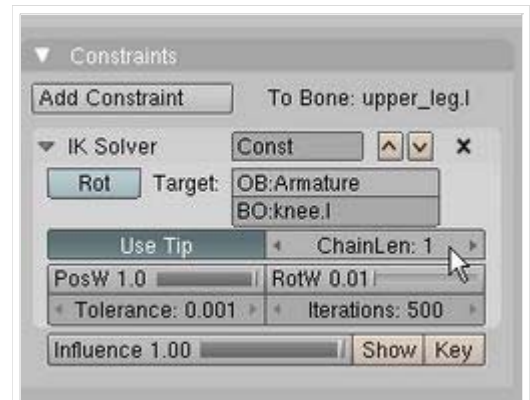 Constraints
Add Constraint To Bone: upper_leg.l
IK Solver Const
Rot Target: OB:Armature
BO:knee.l
Use Tip ChainLen: 1
PosW 1.0 RotW 0.01
Tolerance: 0.001 Iterations: 500
Influence 1.00 Show Key